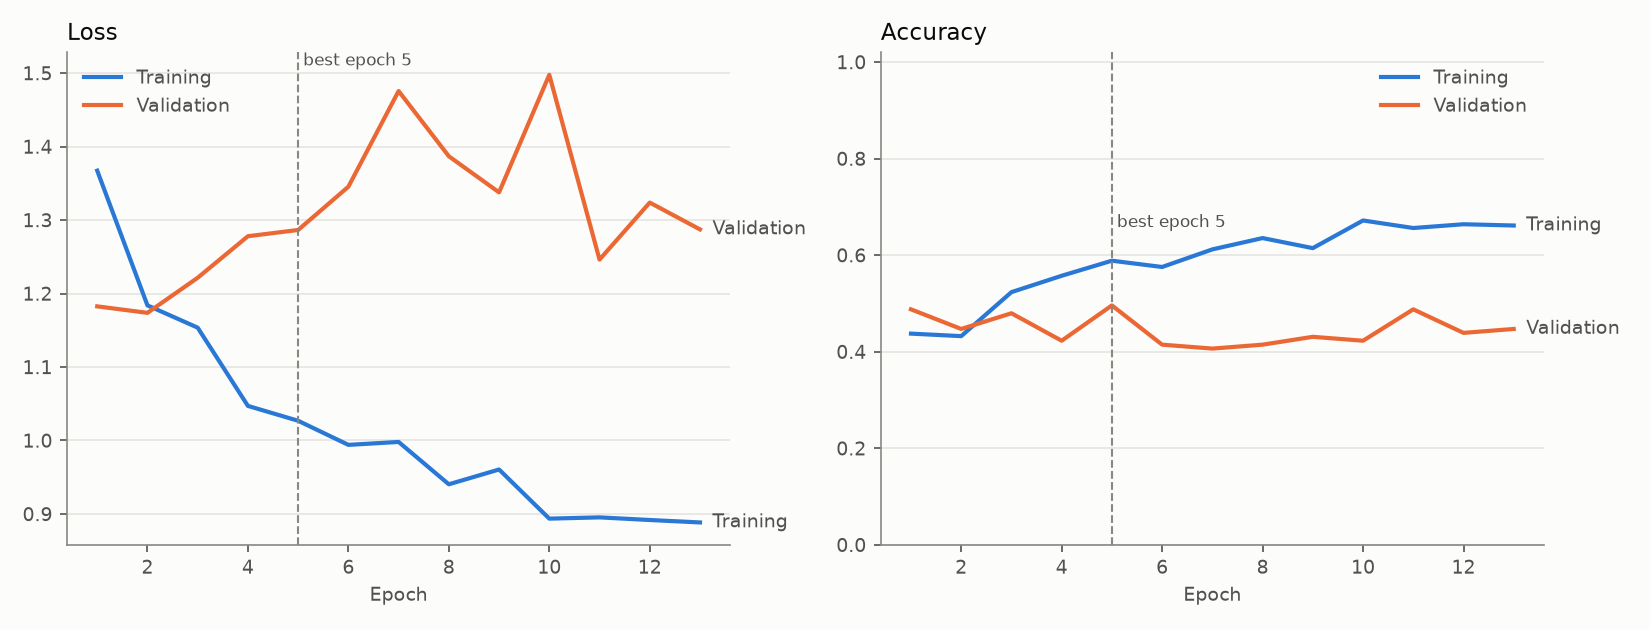 Loss
best epoch 5
Training
Validation
1.5
1.4
1.3
1.2
1.1
1.0
0.9
Validation
Training
2 4 6 8 10 12
Epoch
Accuracy
Training
Validation
best epoch 5
1.0
0.8
0.6
0.4
0.2
0.0
Training
Validation
2 4 6 8 10 12
Epoch